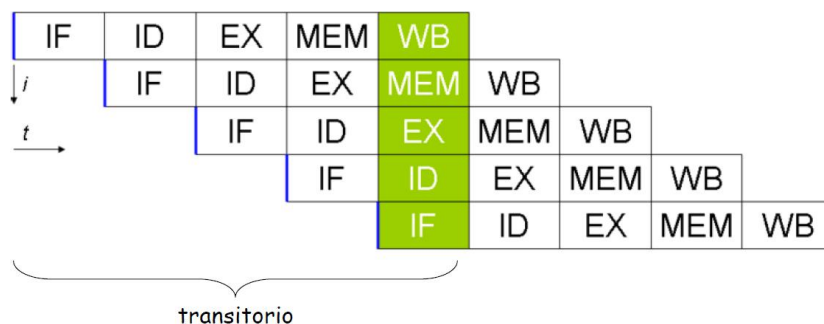 IF ID EX MEM WB
i
IF ID EX MEM WB
t
IF ID EX MEM WB
IF ID EX MEM WB
IF ID EX MEM WB
transitorio